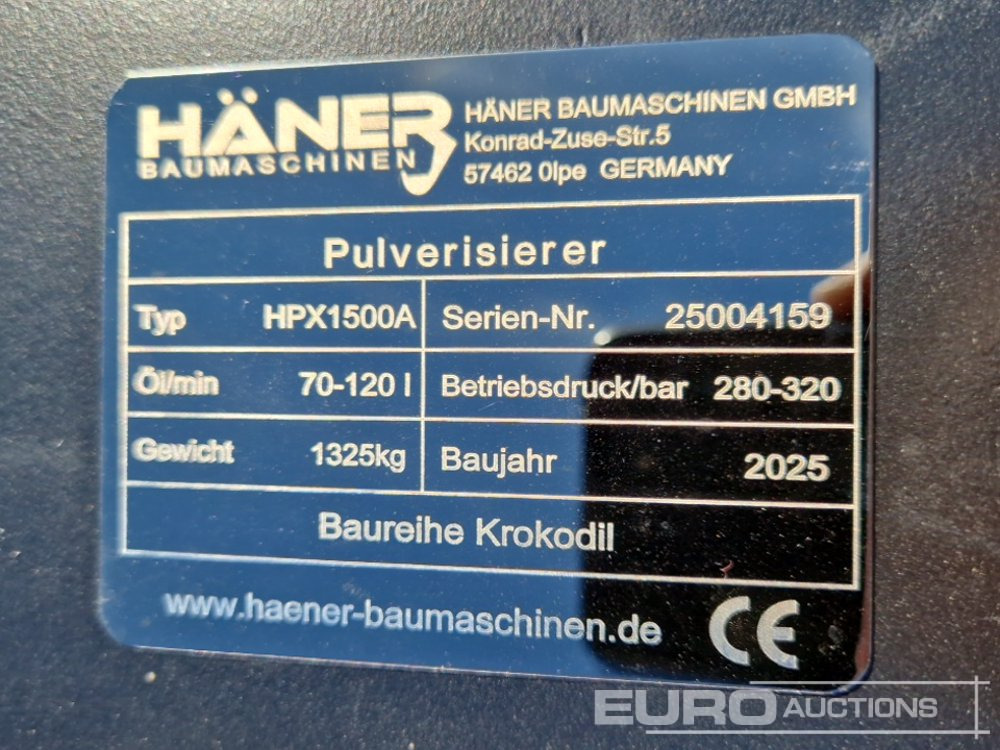 HÄNER
BAUMASCHINEN
HÄNER BAUMASCHINEN GMBH
Konrad-Zuse-Str.5
57462 Olpe GERMANY
Pulverisierer
Typ HPX1500A Serien-Nr. 25004159
Öl/min 70-120 l Betriebsdruck/bar 280-320
Gewicht 1325kg Baujahr 2025
Baureihe Krokodil
www.haener-baumaschinen.de CE
EURO AUCTIONS